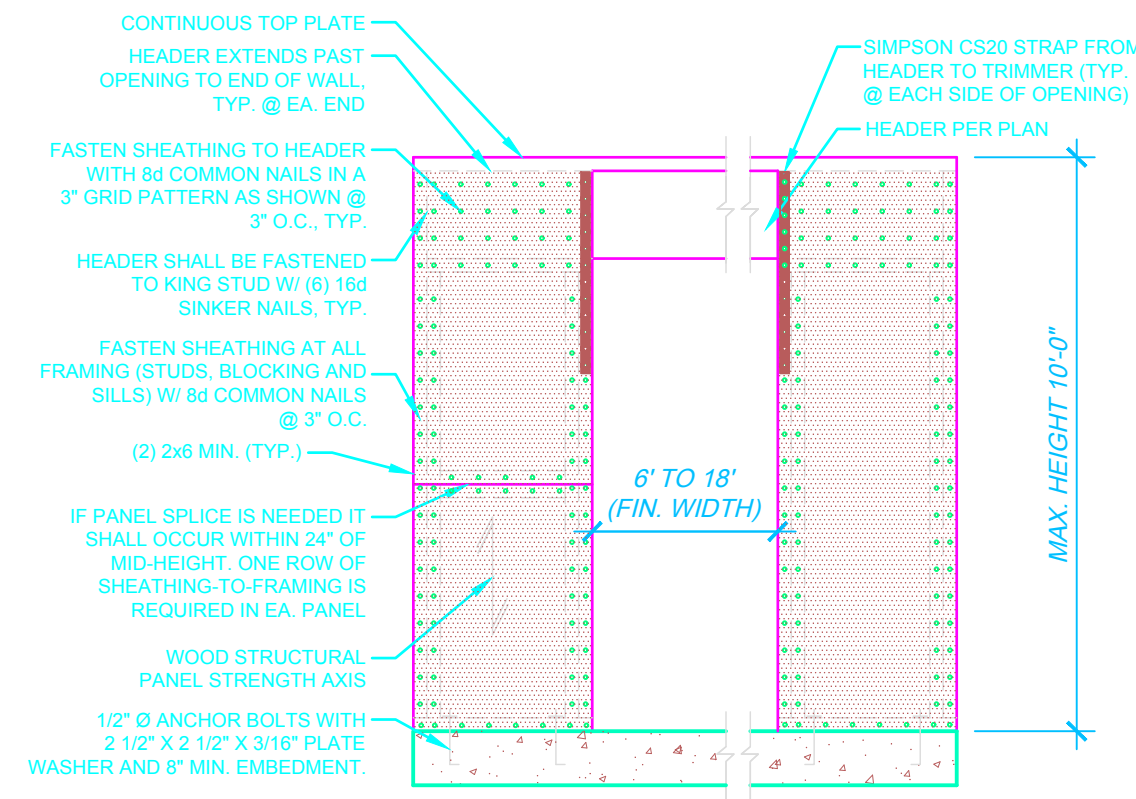 CONTINUOUS TOP PLATE
HEADER EXTENDS PAST
OPENING TO END OF WALL,
TYP. @ EA. END
FASTEN SHEATHING TO HEADER
WITH 8d COMMON NAILS IN A
3" GRID PATTERN AS SHOWN @
3" O.C., TYP.
HEADER SHALL BE FASTENED
TO KING STUD W/ (6) 16d
SINKER NAILS, TYP.
FASTEN SHEATHING AT ALL
FRAMING (STUDS, BLOCKING AND
SILLS) W/ 8d COMMON NAILS
@ 3" O.C.
(2) 2x6 MIN. (TYP.)
IF PANEL SPLICE IS NEEDED IT
SHALL OCCUR WITHIN 24" OF
MID-HEIGHT. ONE ROW OF
SHEATHING-TO-FRAMING IS
REQUIRED IN EA. PANEL
WOOD STRUCTURAL
PANEL STRENGTH AXIS
1/2" Ø ANCHOR BOLTS WITH
2 1/2" X 2 1/2" X 3/16" PLATE
WASHER AND 8" MIN. EMBEDMENT.
SIMPSON CS20 STRAP FROM
HEADER TO TRIMMER (TYP.
@ EACH SIDE OF OPENING)
HEADER PER PLAN
6' TO 18'
(FIN. WIDTH)
MAX. HEIGHT 10'-0"